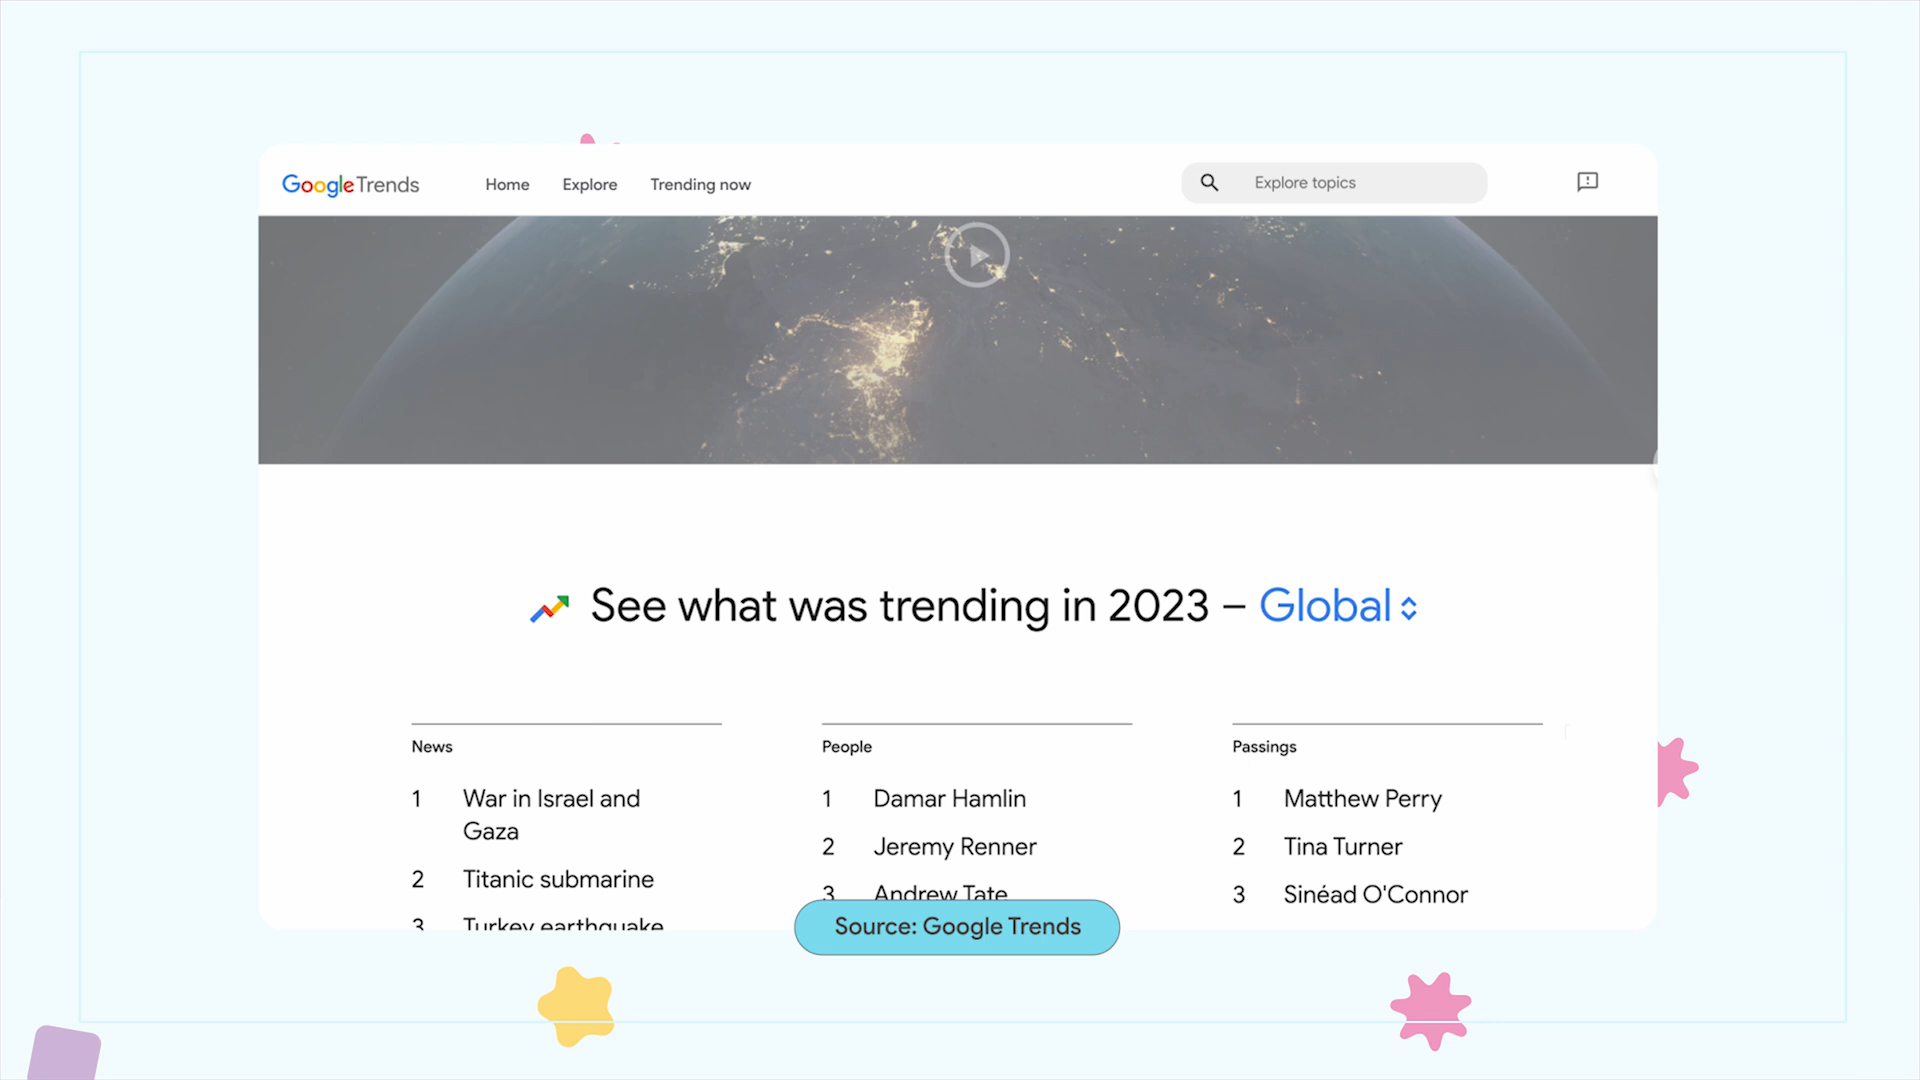 Google Trends
Home
Explore
Trending now
Explore topics
See what was trending in 2023 – Global
News
1 War in Israel and
Gaza
2 Titanic submarine
3 Turkey earthquake
People
1 Damar Hamlin
2 Jeremy Renner
3 Andrew Tate
Passings
1 Matthew Perry
2 Tina Turner
3 Sinéad O'Connor
Source: Google Trends